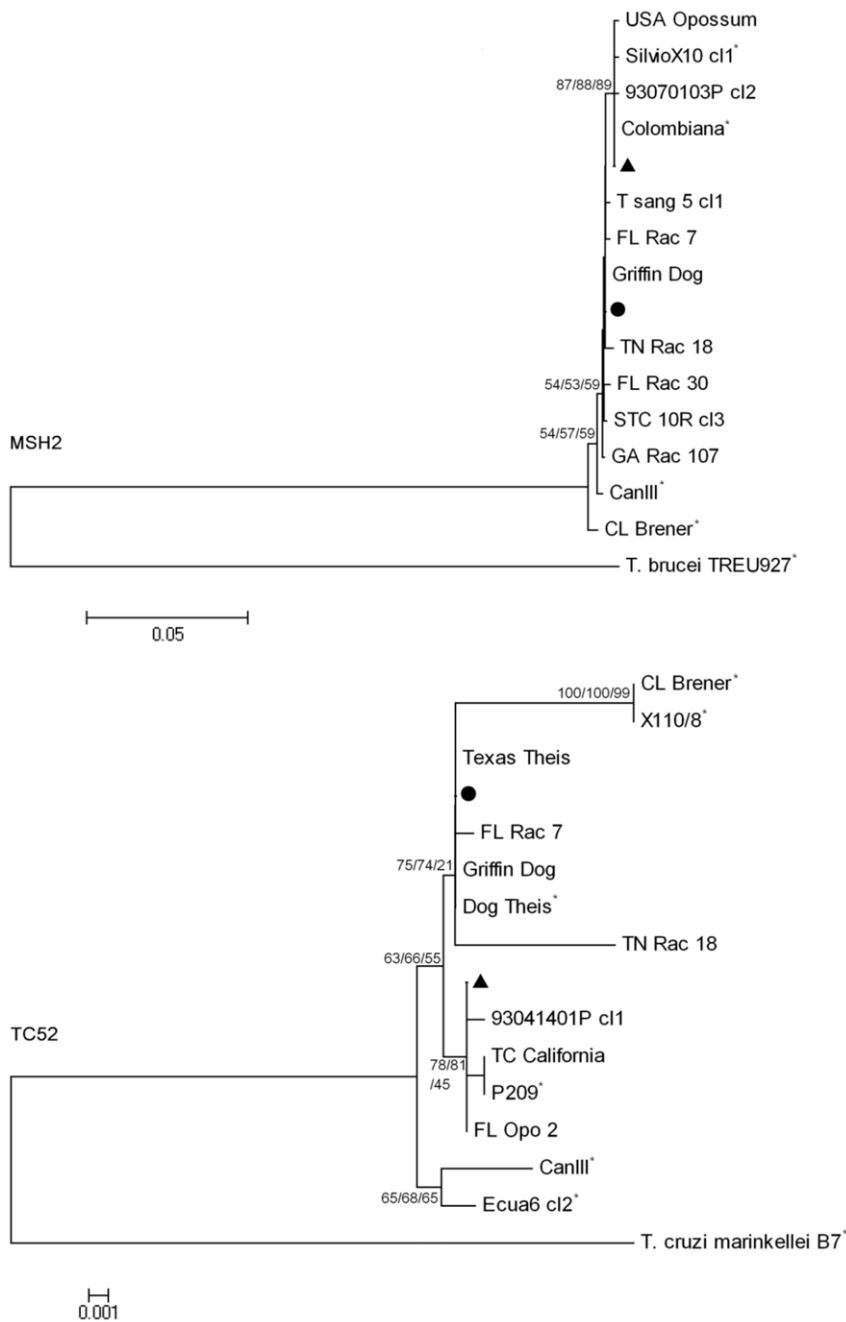 USA Opossum
SilvioX10 cl1*
87/88/89
93070103P cl2
Colombiana*
T sang 5 cl1
FL Rac 7
Griffin Dog
TN Rac 18
54/53/59
FL Rac 30
STC 10R cl3
54/57/59
MSH2
GA Rac 107
CanIII*
CL Brener*
T. brucei TREU927*
0.05
CL Brener*
100/100/99
X110/8*
Texas Theis
FL Rac 7
75/74/21
Griffin Dog
Dog Theis*
TN Rac 18
63/66/55
93041401P cl1
TC52
TC California
78/81
/45
P209*
FL Opo 2
CanIII*
65/68/65
Ecua6 cl2*
T. cruzi marinkellei B7*
0.001